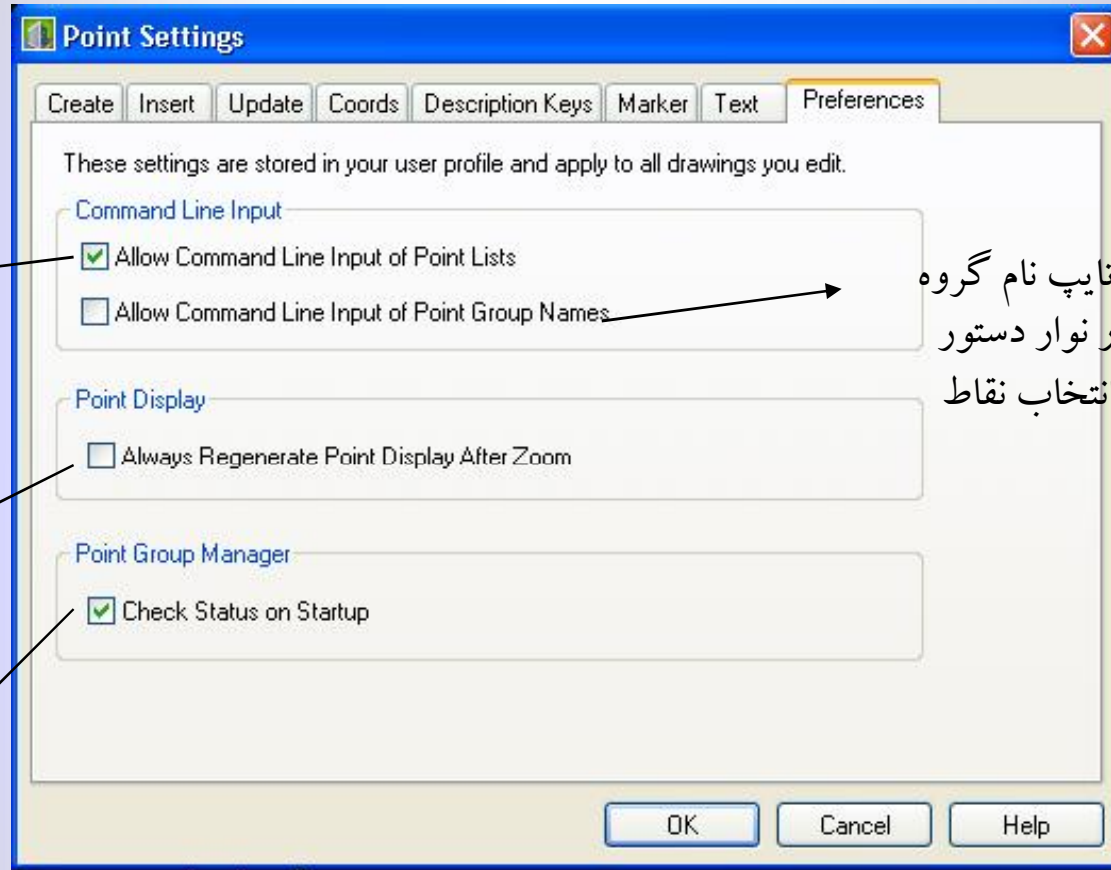 Point Settings
Create Insert Update Coords Description Keys Marker Text Preferences
These settings are stored in your user profile and apply to all drawings you edit.
Command Line Input
Allow Command Line Input of Point Lists
Allow Command Line Input of Point Group Names
نام گروه
نوار دستور
نقاط
Point Display
Always Regenerate Point Display After Zoom
Point Group Manager
Check Status on Startup
OK Cancel Help